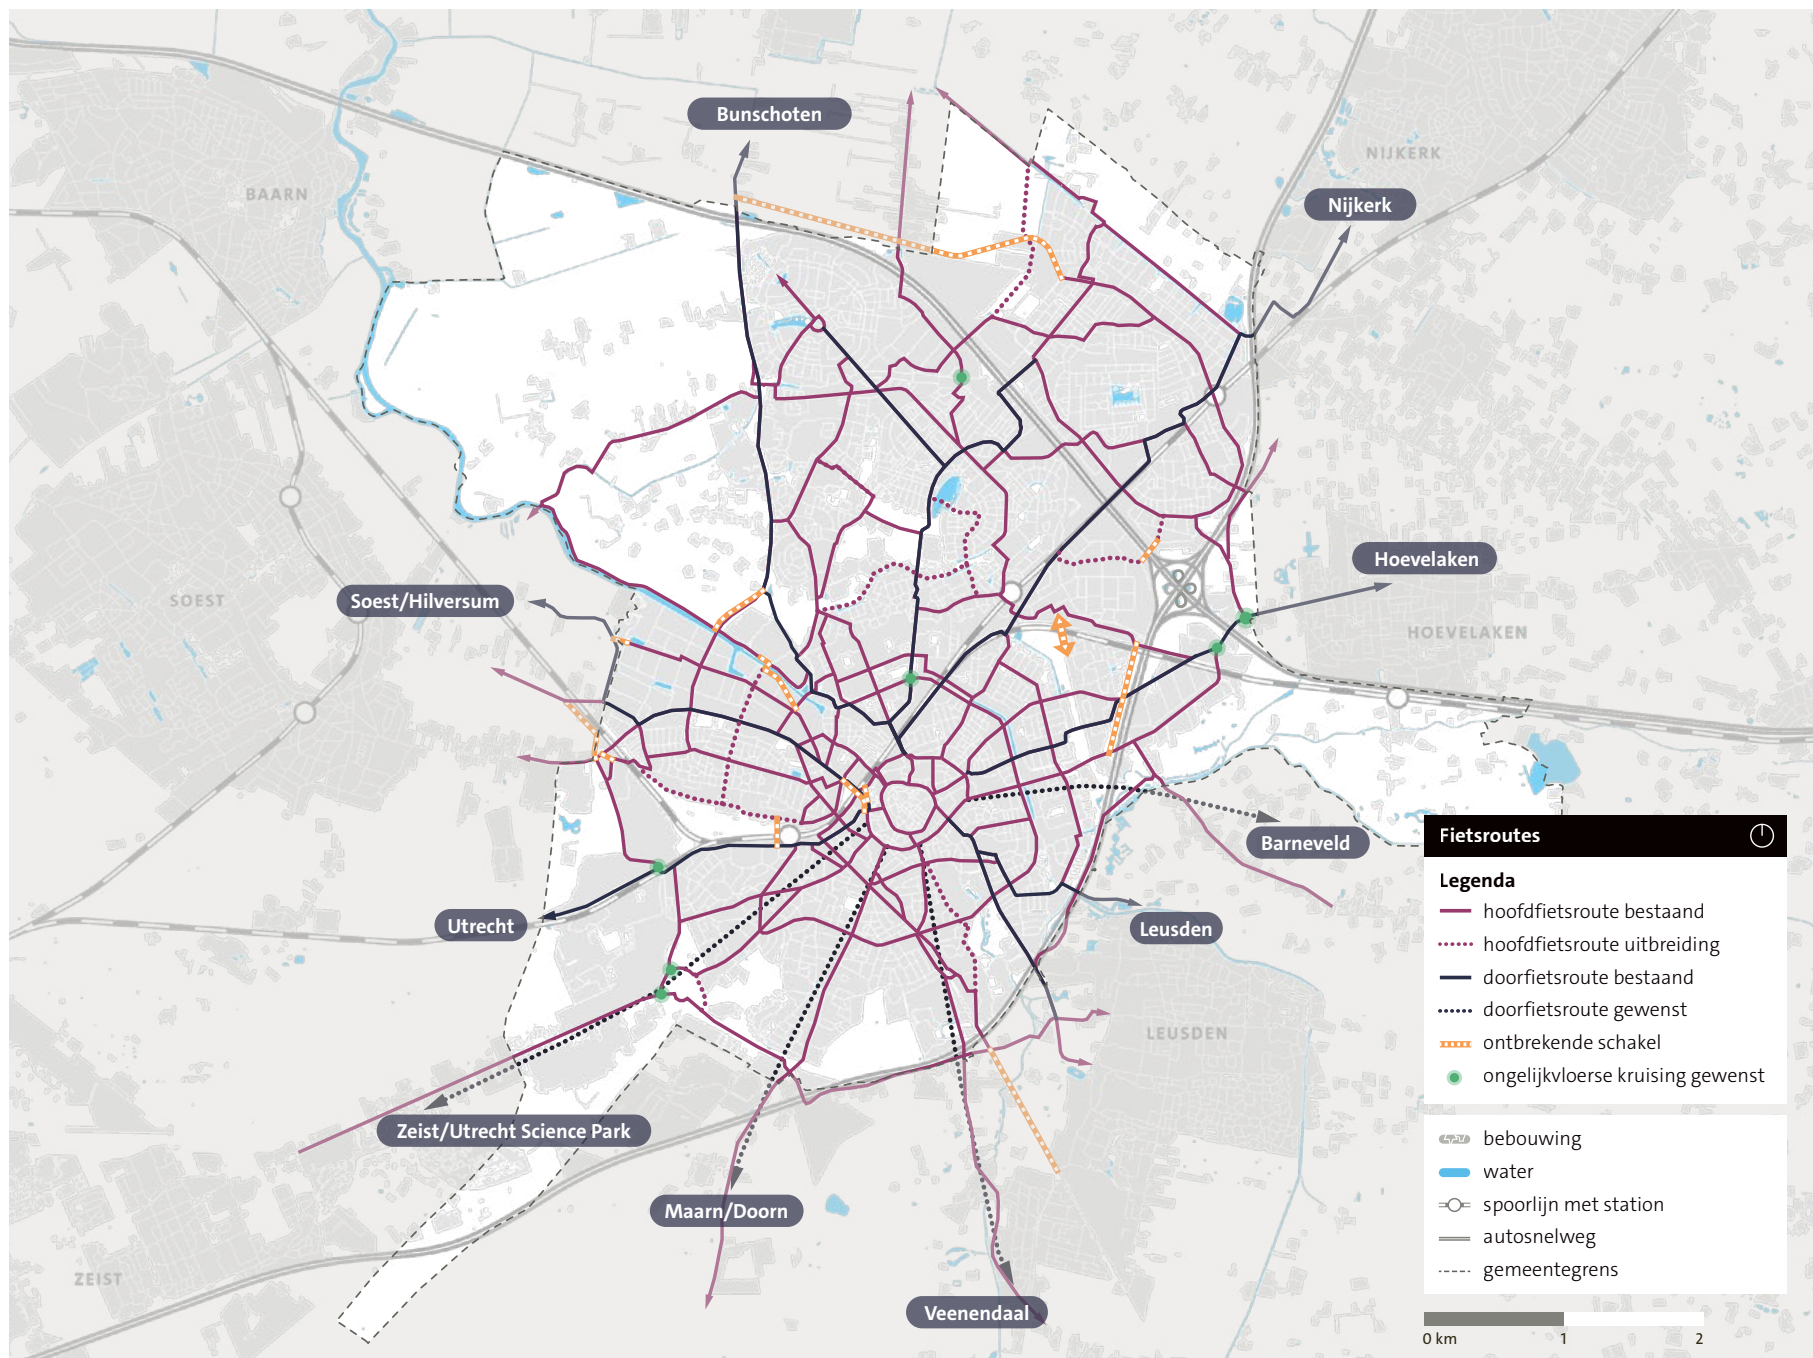 Bunschoten
NIJKERK
BAARN
Nijkerk
Hoevelaken
SOEST
Soest/Hilversum
HOEVELAKEN
Barneveld
Utrecht
Leusden
LEUSDEN
Zeist/Utrecht Science Park
Maarn/Doorn
ZEIST
Veenendaal
Fietsroutes
Legenda
hoofdfietsroute bestaand
hoofdfietsroute uitbreiding
doorfietsroute bestaand
doorfietsroute gewenst
ontbrekende schakel
ongelijkvloerse kruising gewenst
bebouwing
water
spoorlijn met station
autosnelweg
gemeentegrens
0 km 1 2